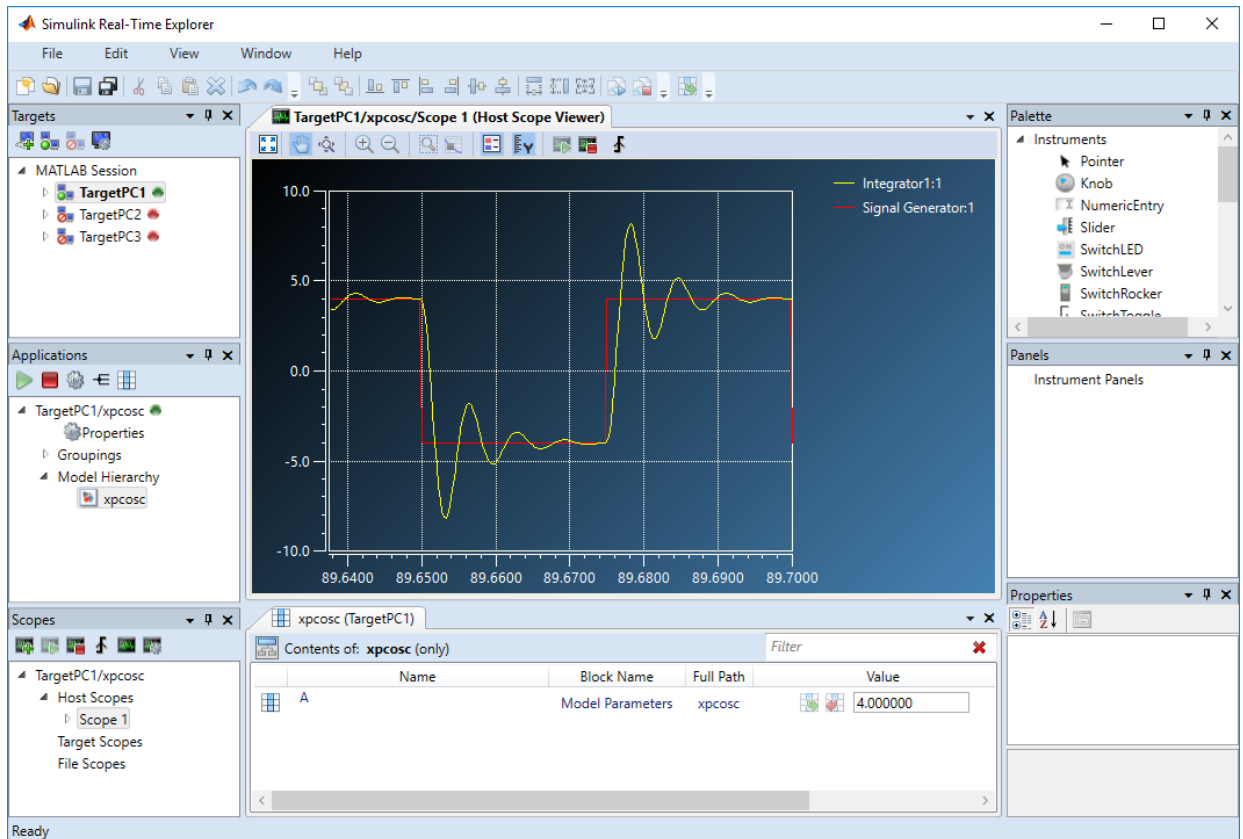 Simulink Real-Time Explorer
File Edit View Window Help
Targets
MATLAB Session
TargetPC1
TargetPC2
TargetPC3
Applications
TargetPC1/xpcosc
Properties
Groupings
Model Hierarchy
xpcosc
Scopes
TargetPC1/xpcosc
Host Scopes
Scope 1
Target Scopes
File Scopes
TargetPC1/xpcosc/Scope 1 (Host Scope Viewer)
10.0
5.0
0.0
-5.0
-10.0
89.6400 89.6500 89.6600 89.6700 89.6800 89.6900 89.7000
Integrator1:1
Signal Generator:1
xpcosc (TargetPC1)
Contents of: xpcosc (only) Filter
Name Block Name Full Path Value
A Model Parameters xpcosc 4.000000
Palette
Instruments
Pointer
Knob
NumericEntry
Slider
SwitchLED
SwitchLever
SwitchRocker
SwitchToggle
Panels
Instrument Panels
Properties
Ready